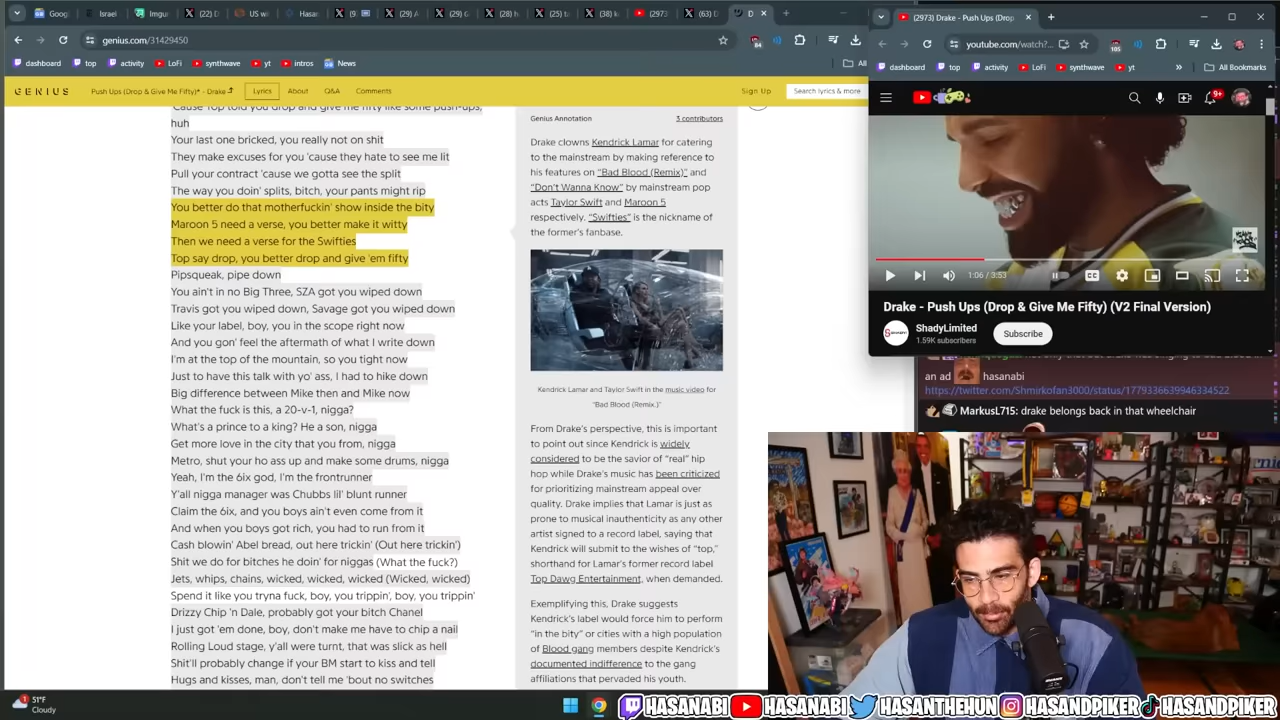 Goog
Israel
Imgur
(22) D
US wi
Hasan
(9
(29) A
(29) G
(28) h
(25) ta
(38) k
(2973
(63) D
D
genius.com/31429450
84
dashboard
top
activity
LoFi
synthwave
yt
intros
News
All
GENIUS
Push Ups (Drop & Give Me Fifty)* - Drake
Lyrics
About
Q&A
Comments
Sign Up
Search lyrics & more
'Cause Top told you drop and give me fifty like some push-ups,
huh
Your last one bricked, you really not on shit
They make excuses for you 'cause they hate to see me lit
Pull your contract 'cause we gotta see the split
The way you doin' splits, bitch, your pants might rip
You better do that motherfuckin' show inside the bity
Maroon 5 need a verse, you better make it witty
Then we need a verse for the Swifties
Top say drop, you better drop and give 'em fifty
Pipsqueak, pipe down
You ain't in no Big Three, SZA got you wiped down
Travis got you wiped down, Savage got you wiped down
Like your label, boy, you in the scope right now
And you gon' feel the aftermath of what I write down
I'm at the top of the mountain, so you tight now
Just to have this talk with yo' ass, I had to hike down
Big difference between Mike then and Mike now
What the fuck is this, a 20-v-1, nigga?
What's a prince to a king? He a son, nigga
Get more love in the city that you from, nigga
Metro, shut your ho ass up and make some drums, nigga
Yeah, I'm the 6ix god, I'm the frontrunner
Y'all nigga manager was Chubbs lil' blunt runner
Claim the 6ix, and you boys ain't even come from it
And when you boys got rich, you had to run from it
Cash blowin' Abel bread, out here trickin' (Out here trickin')
Shit we do for bitches he doin' for niggas (What the fuck?)
Jets, whips, chains, wicked, wicked, wicked (Wicked, wicked)
Spend it like you tryna fuck, boy, you trippin', boy, you trippin'
Drizzy Chip 'n Dale, probably got your bitch Chanel
I just got 'em done, boy, don't make me have to chip a nail
Rolling Loud stage, y'all were turnt, that was slick as hell
Shit'll probably change if your BM start to kiss and tell
Hugs and kisses, man, don't tell me 'bout no switches
Genius Annotation
3 contributors
Drake clowns Kendrick Lamar for catering
to the mainstream by making reference to
his features on "Bad Blood (Remix)" and
"Don't Wanna Know" by mainstream pop
acts Taylor Swift and Maroon 5
respectively. "Swifties" is the nickname of
the former's fanbase.
Kendrick Lamar and Taylor Swift in the music video for
"Bad Blood (Remix.)"
From Drake's perspective, this is important
to point out since Kendrick is widely
considered to be the savior of "real" hip
hop while Drake's music has been criticized
for prioritizing mainstream appeal over
quality. Drake implies that Lamar is just as
prone to musical inauthenticity as any other
artist signed to a record label, saying that
Kendrick will submit to the wishes of "top,"
shorthand for Lamar's former record label
Top Dawg Entertainment, when demanded.
Exemplifying this, Drake suggests
Kendrick's label would force him to perform
"in the bity" or cities with a high population
of Blood gang members despite Kendrick's
documented indifference to the gang
affiliations that pervaded his youth.
(2973) Drake - Push Ups (Drop
youtube.com/watch?...
105
dashboard
top
activity
LoFi
synthwave
yt
All Bookmarks
9+
1:06 / 3:53
Drake - Push Ups (Drop & Give Me Fifty) (V2 Final Version)
ShadyLimited
1.59K subscribers
Subscribe
an ad hasanabi
https://twitter.com/Shmirkofan3000/status/1779336639946334522
MarkusL715: drake belongs back in that wheelchair
1
51°F
Cloudy
HASANABI
HASANABI
HASANTHEHUN
HASANDPIKER
HASANDPIKER